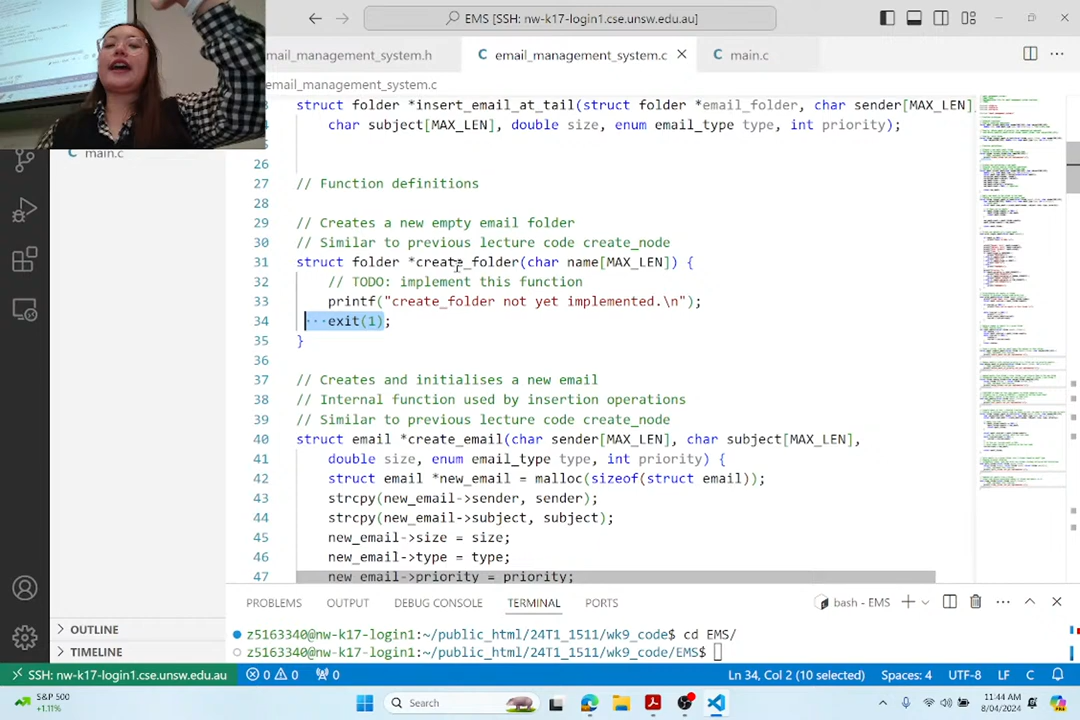 EMS [SSH: nw-k17-login1.cse.unsw.edu.au]
email_management_system.h
email_management_system.c
main.c
email_management_system.c
struct folder *insert_email_at_tail(struct folder *email_folder, char sender[MAX_LEN],
char subject[MAX_LEN], double size, enum email_type type, int priority);
main.c
26
27 // Function definitions
28
29 // Creates a new empty email folder
30 // Similar to previous lecture code create_node
31 struct folder *create_folder(char name[MAX_LEN]) {
32 // TODO: implement this function
33 printf("create_folder not yet implemented.\n");
34 exit(1);
35 }
36
37 // Creates and initialises a new email
38 // Internal function used by insertion operations
39 // Similar to previous lecture code create_node
40 struct email *create_email(char sender[MAX_LEN], char subject[MAX_LEN],
41 double size, enum email_type type, int priority) {
42 struct email *new_email = malloc(sizeof(struct email));
43 strcpy(new_email->sender, sender);
44 strcpy(new_email->subject, subject);
45 new_email->size = size;
46 new_email->type = type;
47 new_email->priority = priority;
PROBLEMS OUTPUT DEBUG CONSOLE TERMINAL PORTS
bash - EMS
z5163340@nw-k17-login1:~/public_html/24T1_1511/wk9_code$ cd EMS/
z5163340@nw-k17-login1:~/public_html/24T1_1511/wk9_code/EMS$
OUTLINE
TIMELINE
SSH: nw-k17-login1.cse.unsw.edu.au 0 0 0 Ln 34, Col 2 (10 selected) Spaces: 4 UTF-8 LF C
S&P 500
+1.11%
Search
11:44 AM
8/04/2024